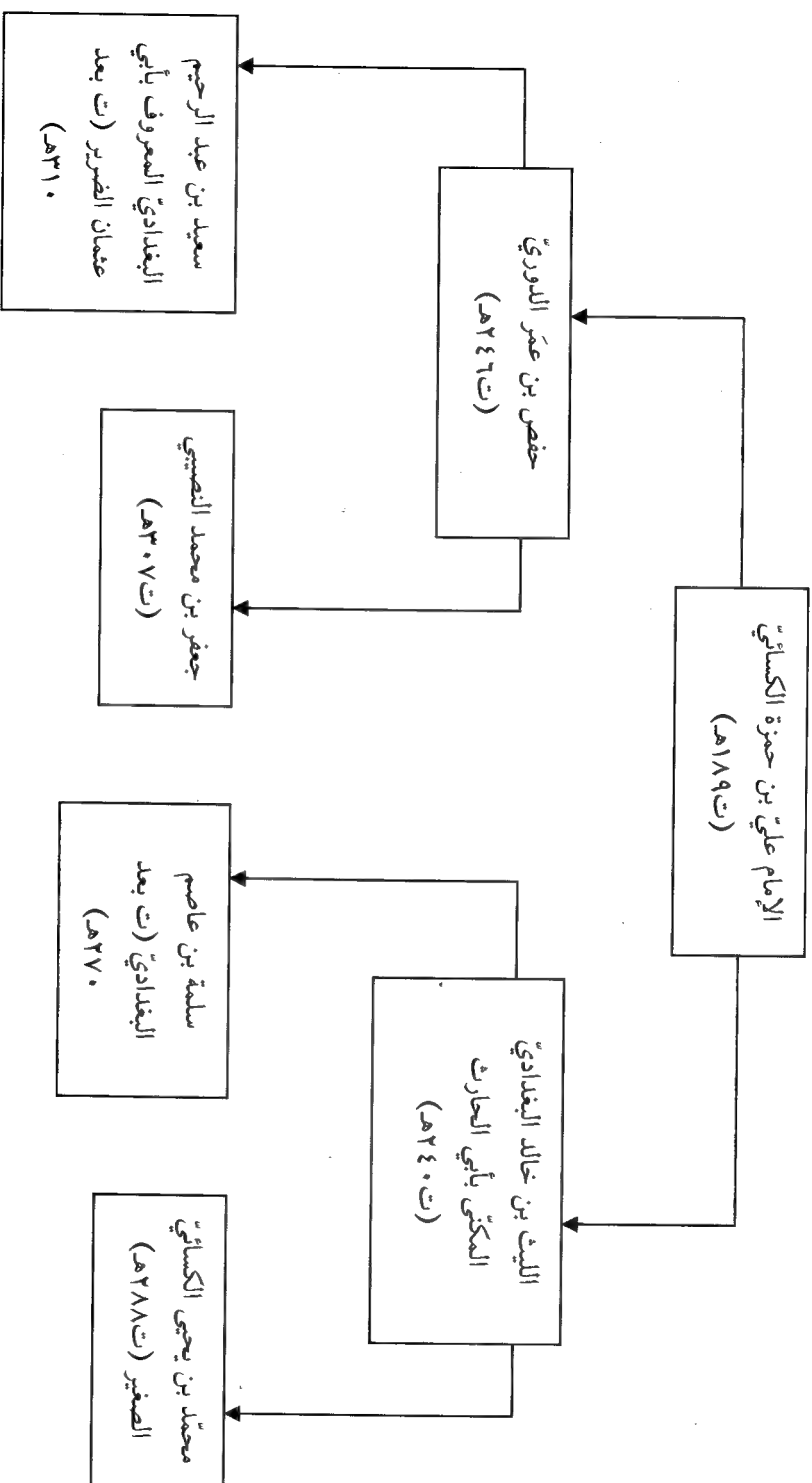 الإمام عليّ بن حمزة الكسائيّ
(ت١٨٩هـ)
الليث بن خالد البغداديّ
المكنّى بأبي الحارث
(ت٢٤٠هـ)
حفص بن عمَر الدوريّ
(ت٢٤٦هـ)
محمّد بن يحيى الكسائيّ
الصغير (ت٢٨٨هـ)
سلمة بن عاصم
البغداديّ (ت بعد
٢٧٠هـ)
جعفر بن محمد النصيبي
(ت٣٠٧هـ)
سعيد بن عبد الرحيم
البغداديّ المعروف بأبي
عثمان الضرير (ت بعد
٣١٠هـ)